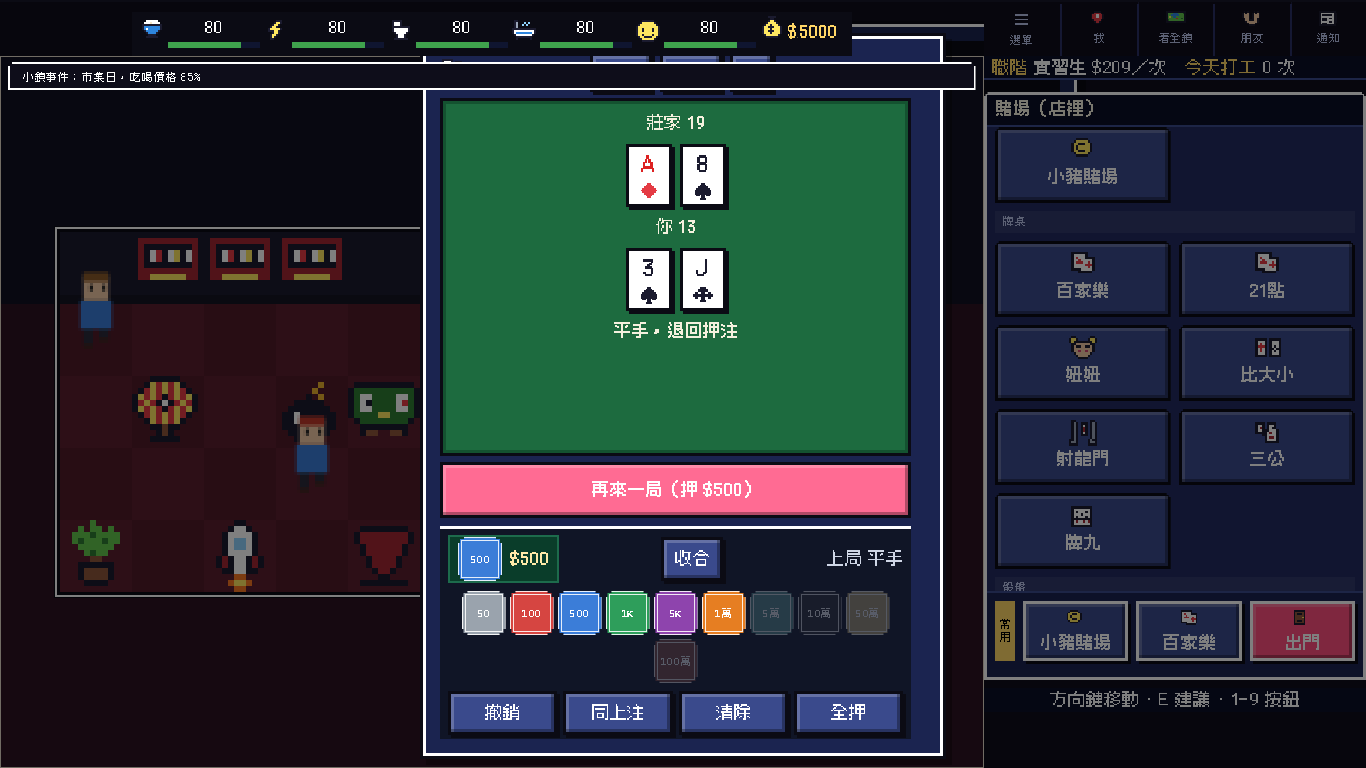 80 80 80 80 80 $5000
選單 我 看全鎮 朋友 通知
職階 實習生 $209/次 今天打工 0 次
小鎮事件：市集日，吃喝價格 85%
賭場（店裡）
小豬賭場
牌桌
百家樂 21點
妞妞 比大小
射龍門 三公
牌九
骰盤
常用 小豬賭場 百家樂 出門
方向鍵移動・E 建議・1-9 按鈕
莊家 19
A 8
你 13
3 J
平手，退回押注
再來一局（押 $500）
500 $500 收合 上局 平手
50 100 500 1K 5K 1萬 5萬 10萬 50萬
100萬
撤銷 同上注 清除 全押